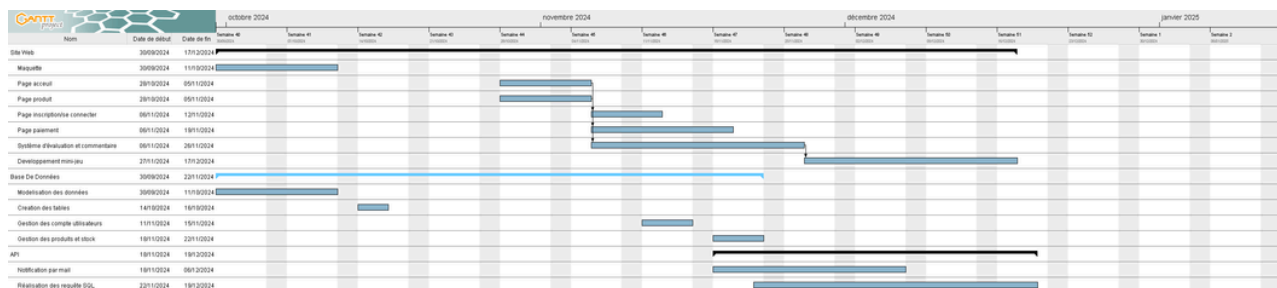 GANTT
PROJECT
octobre 2024 novembre 2024 décembre 2024 janvier 2025
Nom Date de début Date de fin Semaine 40 Semaine 41 Semaine 42 Semaine 43 Semaine 44 Semaine 45 Semaine 46 Semaine 47 Semaine 48 Semaine 49 Semaine 50 Semaine 51 Semaine 52 Semaine 1 Semaine 2
Site Web 30/09/2024 17/12/2024
Maquette 30/09/2024 11/10/2024
Page acceuil 28/10/2024 05/11/2024
Page produit 28/10/2024 05/11/2024
Page inscription/se connecter 06/11/2024 12/11/2024
Page paiement 06/11/2024 19/11/2024
Système d'évaluation et commentaire 06/11/2024 26/11/2024
Développement mini-jeu 27/11/2024 17/12/2024
Base De Données 30/09/2024 22/11/2024
Modelisation des données 30/09/2024 11/10/2024
Creation des tables 14/10/2024 16/10/2024
Gestion des compte utilisateurs 11/11/2024 15/11/2024
Gestion des produits et stock 18/11/2024 22/11/2024
API 18/11/2024 19/12/2024
Notification par mail 18/11/2024 06/12/2024
Réalisation des requête SQL 22/11/2024 19/12/2024